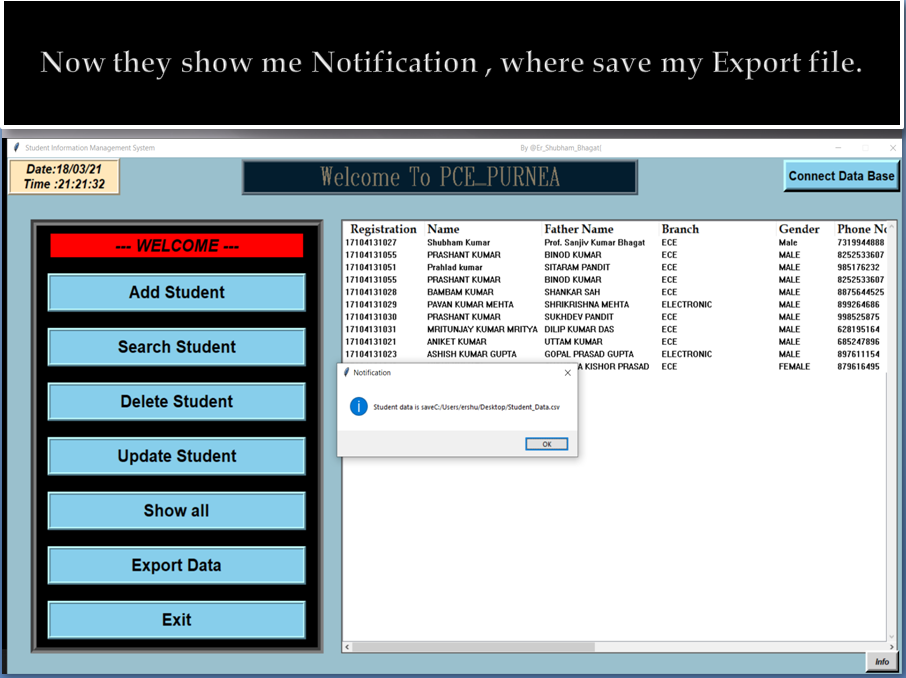 Now they show me Notification , where save my Export file.
Student Information Management System
By @Er_Shubham_Bhagat(
Date:18/03/21
Time :21:21:32
Welcome To PCE_PURNEA
Connect Data Base
--- WELCOME ---
Add Student
Search Student
Delete Student
Update Student
Show all
Export Data
Exit
Registration Name Father Name Branch Gender Phone No
17104131027 Shubham Kumar Prof. Sanjiv Kumar Bhagat ECE Male 7319944888
17104131055 PRASHANT KUMAR BINOD KUMAR ECE MALE 8252533607
17104131051 Prahlad kumar SITARAM PANDIT ECE MALE 985176232
17104131055 PRASHANT KUMAR BINOD KUMAR ECE MALE 8252533607
17104131028 BAMBAM KUMAR SHANKAR SAH ECE MALE 8875644525
17104131029 PAVAN KUMAR MEHTA SHRIKRISHNA MEHTA ELECTRONIC MALE 899264686
17104131030 PRASHANT KUMAR SUKHDEV PANDIT ECE MALE 998525875
17104131031 MRITUNJAY KUMAR MRITYA DILIP KUMAR DAS ECE MALE 628195164
17104131021 ANIKET KUMAR UTTAM KUMAR ECE MALE 685247896
17104131023 ASHISH KUMAR GUPTA GOPAL PRASAD GUPTA ELECTRONIC MALE 897611154
KISHOR PRASAD ECE FEMALE 879616495
Notification
Student data is saveC:/Users/ershu/Desktop/Student_Data.csv
OK
Info